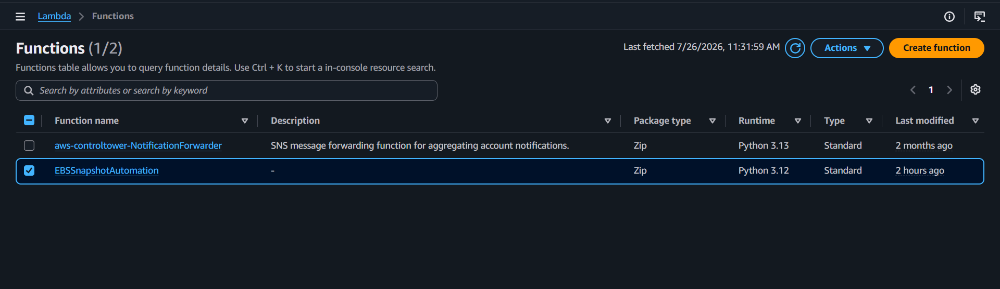 Lambda > Functions
Functions (1/2)
Last fetched 7/26/2026, 11:31:59 AM
Actions
Create function
Functions table allows you to query function details. Use Ctrl + K to start a in-console resource search.
Search by attributes or search by keyword
1
Function name Description Package type Runtime Type Last modified
aws-controltower-NotificationForwarder SNS message forwarding function for aggregating account notifications. Zip Python 3.13 Standard 2 months ago
EBSSnapshotAutomation - Zip Python 3.12 Standard 2 hours ago